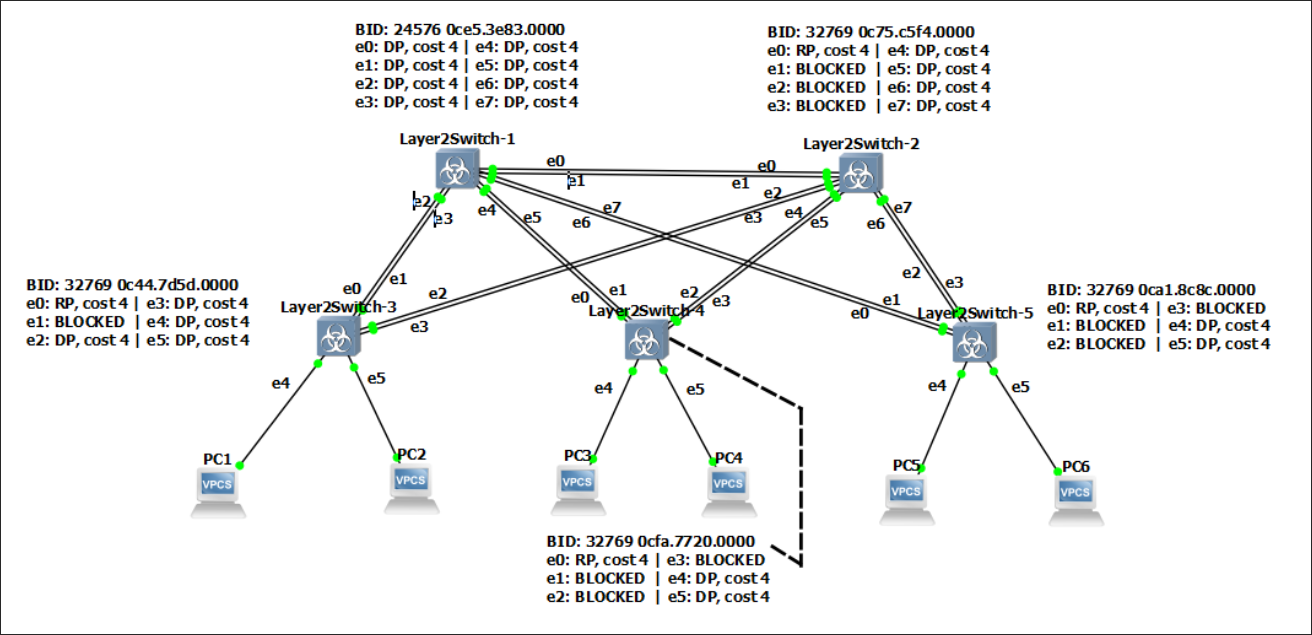 BID: 24576 0ce5.3e83.0000
e0: DP, cost 4 | e4: DP, cost 4
e1: DP, cost 4 | e5: DP, cost 4
e2: DP, cost 4 | e6: DP, cost 4
e3: DP, cost 4 | e7: DP, cost 4
BID: 32769 0c75.c5f4.0000
e0: RP, cost 4 | e4: DP, cost 4
e1: BLOCKED | e5: DP, cost 4
e2: BLOCKED | e6: DP, cost 4
e3: BLOCKED | e7: DP, cost 4
Layer2Switch-1
Layer2Switch-2
e0
e1
e0
e1
e2
e3
e4
e5
e6
e7
e2
e3
e4
e5
e6
e7
BID: 32769 0c44.7d5d.0000
e0: RP, cost 4 | e3: DP, cost 4
e1: BLOCKED | e4: DP, cost 4
e2: DP, cost 4 | e5: DP, cost 4
e0
e1
Layer2Switch-3
e2
e3
e0
e1
Layer2Switch-4
e2
e3
e1
e0
e2
e3
Layer2Switch-5
BID: 32769 0ca1.8c8c.0000
e0: RP, cost 4 | e3: BLOCKED
e1: BLOCKED | e4: DP, cost 4
e2: BLOCKED | e5: DP, cost 4
e4
e5
e4
e5
e4
e5
PC1
VPCS
PC2
VPCS
PC3
VPCS
PC4
VPCS
PC5
VPCS
PC6
VPCS
BID: 32769 0cfa.7720.0000
e0: RP, cost 4 | e3: BLOCKED
e1: BLOCKED | e4: DP, cost 4
e2: BLOCKED | e5: DP, cost 4